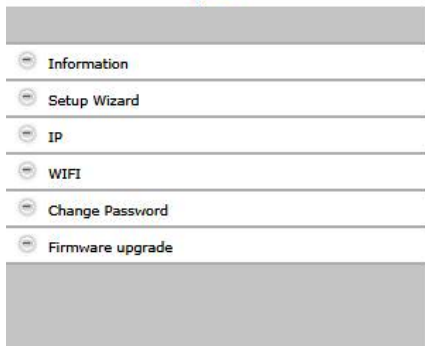 Information
Setup Wizard
IP
WIFI
Change Password
Firmware upgrade